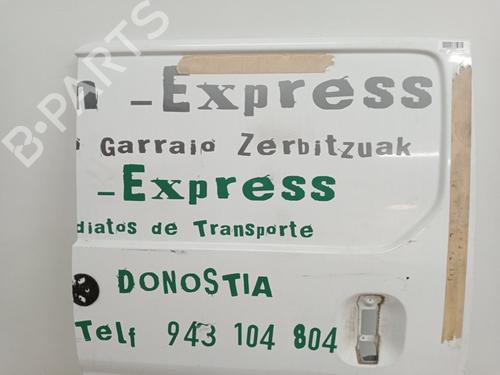 n - Express
Garraio Zerbitzuak
- Express
diatos de Transporte
DONOSTIA
Telf 943 104 804
B-PARTS